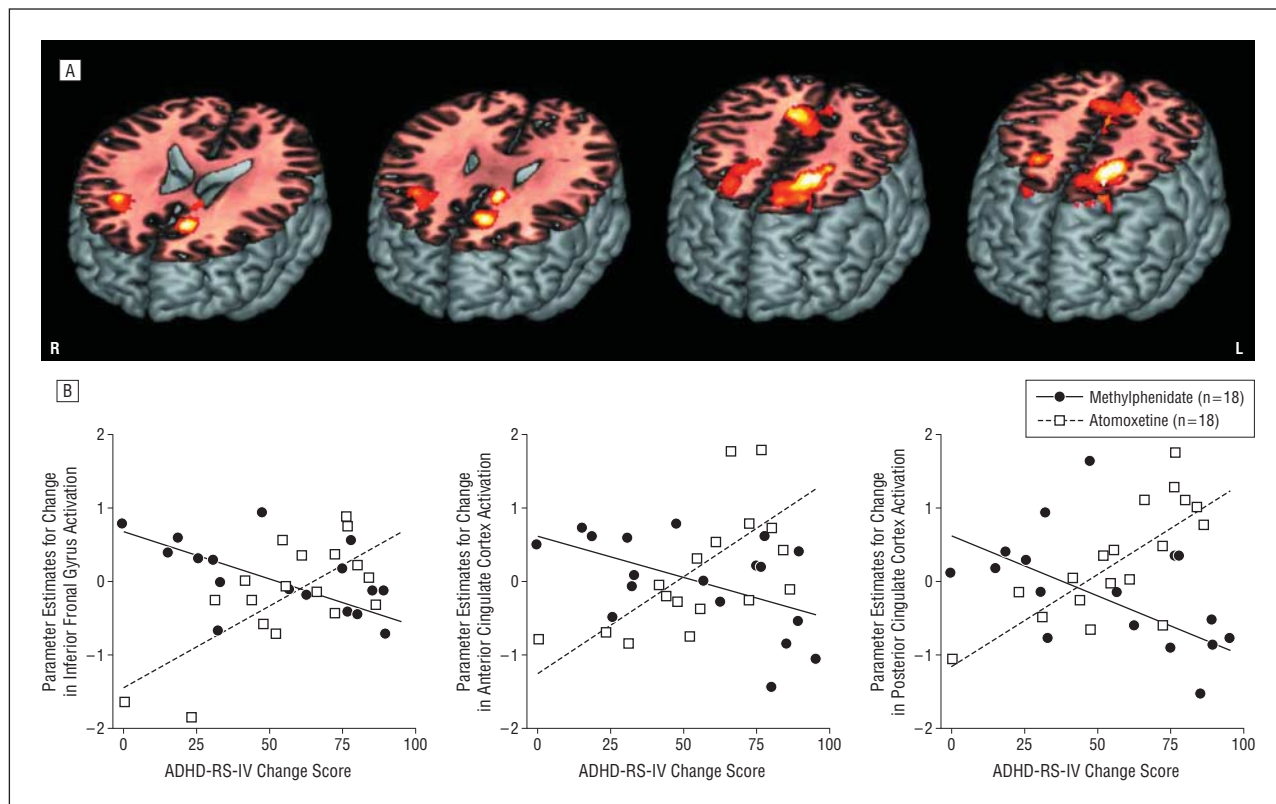 A
R
L
B
Methylphenidate (n=18)
Atomoxetine (n=18)
Parameter Estimates for Change
in Inferior Fronal Gyrus Activation
2
1
0
−1
−2
0
25
50
75
100
ADHD-RS-IV Change Score
Parameter Estimates for Change
in Anterior Cingulate Cortex Activation
2
1
0
−1
−2
0
25
50
75
100
ADHD-RS-IV Change Score
Parameter Estimates for Change
in Posterior Cingulate Cortex Activation
2
1
0
−1
−2
0
25
50
75
100
ADHD-RS-IV Change Score